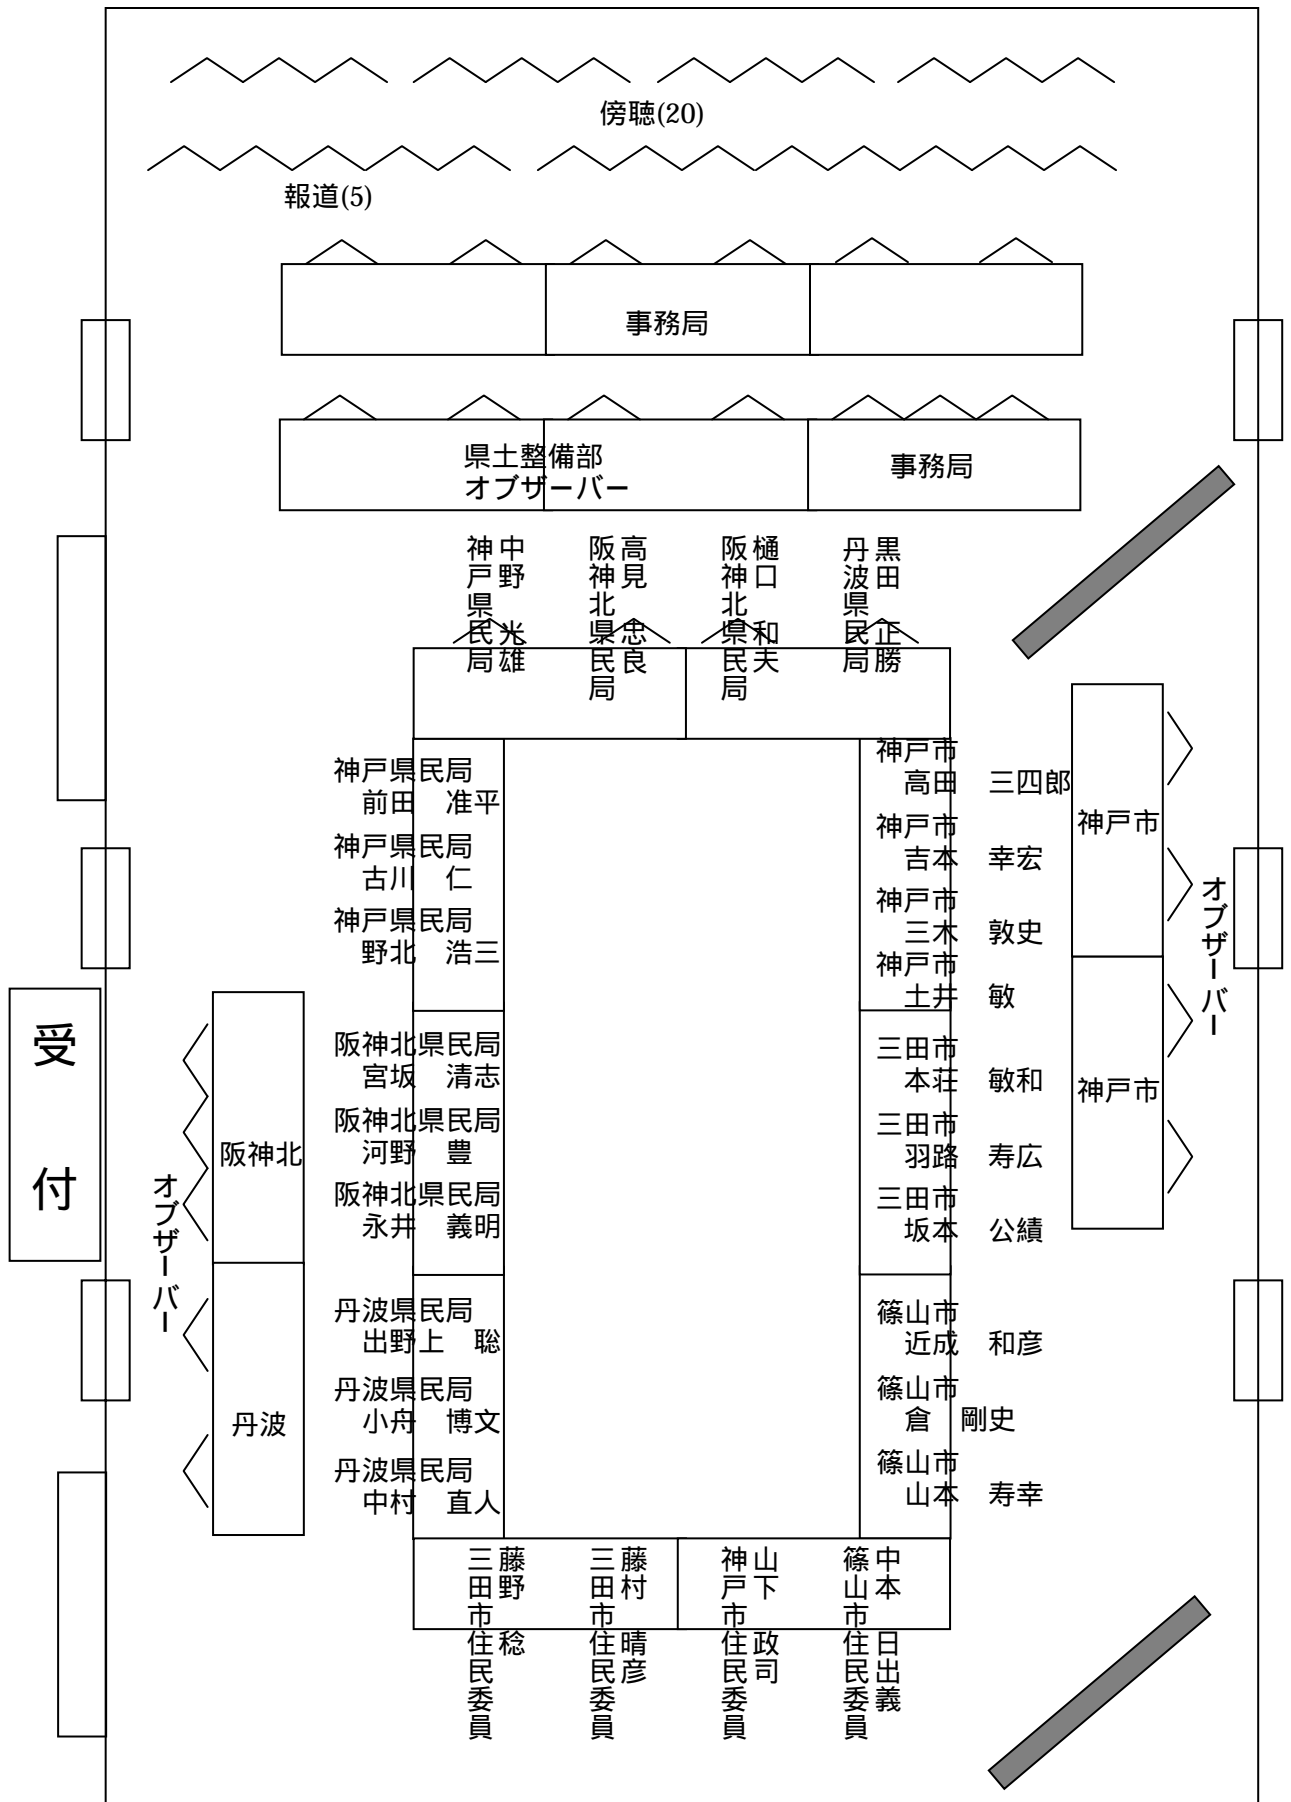 傍聴(20)
報道(5)
事務局
県土整備部
オブザーバー
事務局
神戸県民局
中野　光雄
阪神北県民局
高見　忠良
阪神北県民局
樋口　和夫
丹波県民局
黒田　正勝
神戸県民局
前田　准平
神戸県民局
古川　仁
神戸県民局
野北　浩三
阪神北県民局
宮坂　清志
阪神北県民局
河野　豊
阪神北県民局
永井　義明
丹波県民局
出野上　聡
丹波県民局
小舟　博文
丹波県民局
中村　直人
神戸市
高田　三四郎
神戸市
吉本　幸宏
神戸市
三木　敦史
神戸市
土井　敏
三田市
本荘　敏和
三田市
羽路　寿広
三田市
坂本　公績
篠山市
近成　和彦
篠山市
倉　剛史
篠山市
山本　寿幸
三田市住民委員
藤野　稔
三田市住民委員
藤村　晴彦
神戸市住民委員
山下　政司
篠山市住民委員
中本　日出義
神戸市
神戸市
オブザーバー
阪神北
丹波
オブザーバー
受付